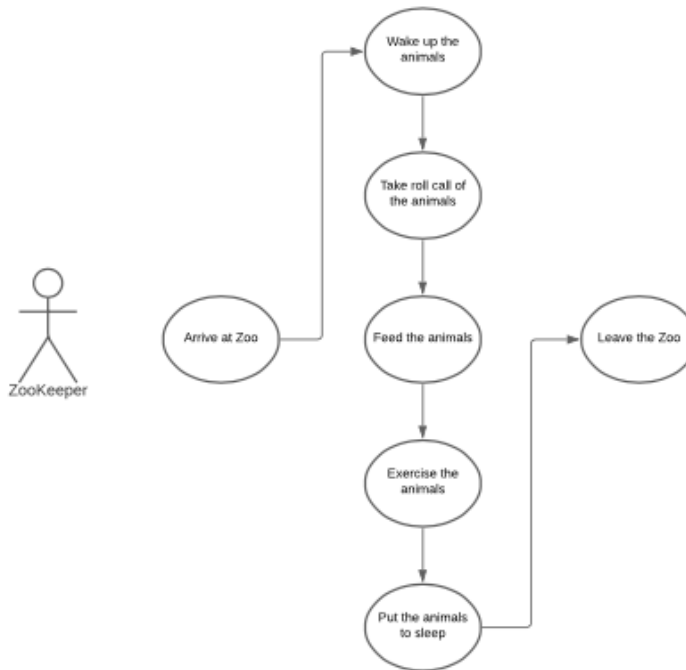 Wake up the
animals
Take roll call of
the animals
ZooKeeper
Arrive at Zoo
Feed the animals
Leave the Zoo
Exercise the
animals
Put the animals
to sleep